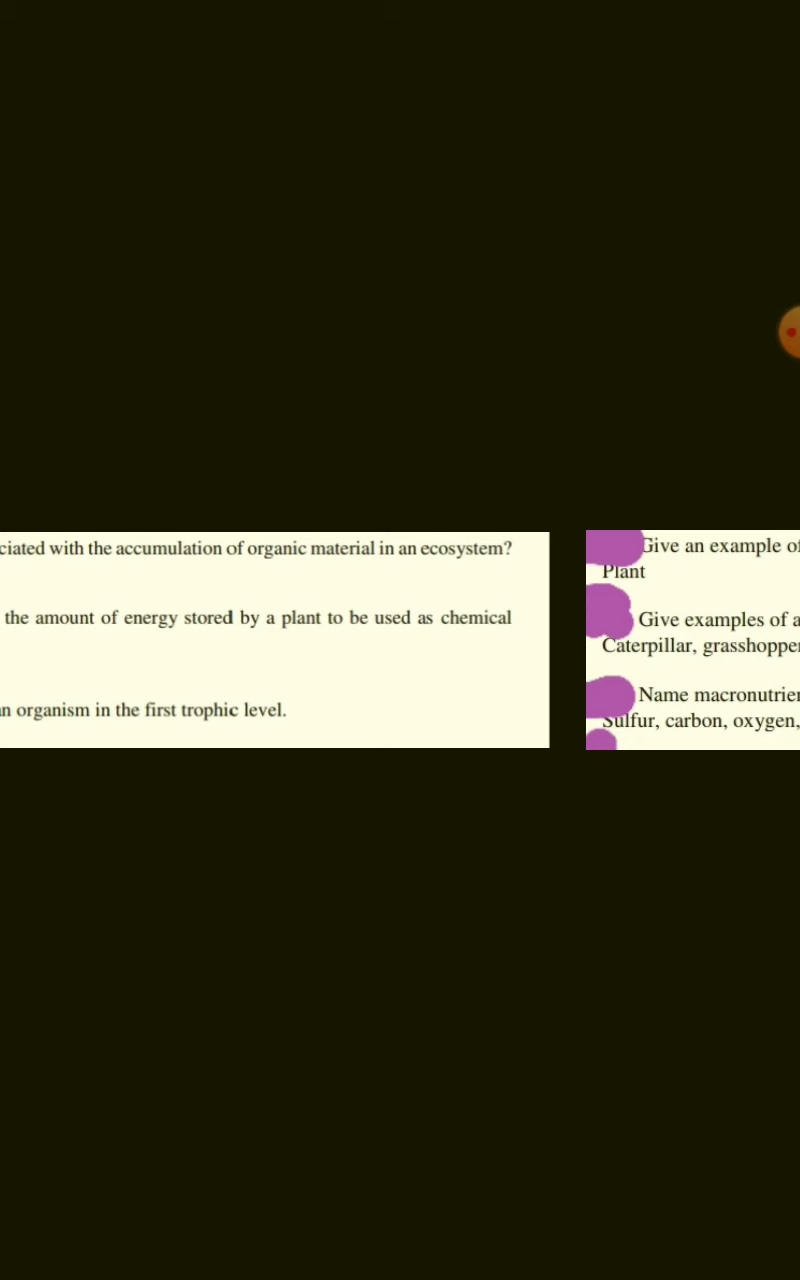 ciated with the accumulation of organic material in an ecosystem?
the amount of energy stored by a plant to be used as chemical
n organism in the first trophic level.
Give an example of
Plant
Give examples of a
Caterpillar, grasshopper
Name macronutrien
Sulfur, carbon, oxygen,